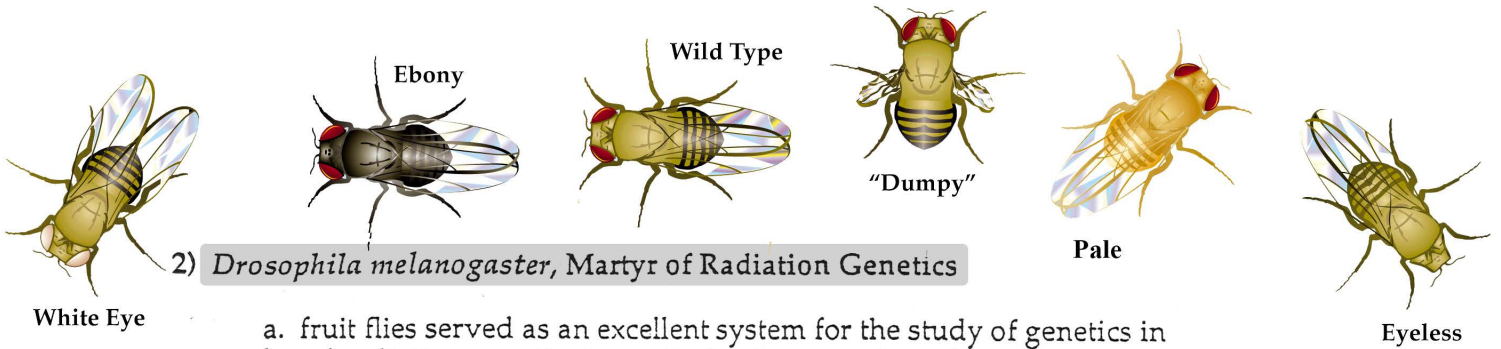 Wild Type
Ebony
"Dumpy"
Pale
2) Drosophila melanogaster, Martyr of Radiation Genetics
White Eye
Eyeless
a. fruit flies served as an excellent system for the study of genetics in